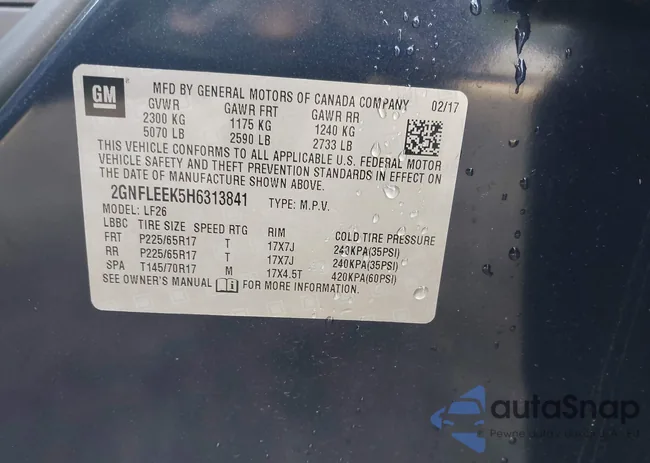 GM
MFD BY GENERAL MOTORS OF CANADA COMPANY 02/17
GVWR GAWR FRT GAWR RR
2300 KG 1175 KG 1240 KG
5070 LB 2590 LB 2733 LB
THIS VEHICLE CONFORMS TO ALL APPLICABLE U.S. FEDERAL MOTOR
VEHICLE SAFETY AND THEFT PREVENTION STANDARDS IN EFFECT ON
THE DATE OF MANUFACTURE SHOWN ABOVE.
2GNFLEEK5H6313841 TYPE: M.P.V.
MODEL: LF26
LBBC TIRE SIZE SPEED RTG RIM COLD TIRE PRESSURE
FRT P225/65R17 T 17X7J 240KPA(35PSI)
RR P225/65R17 T 17X7J 240KPA(35PSI)
SPA T145/70R17 M 17X4.5T 420KPA(60PSI)
SEE OWNER'S MANUAL FOR MORE INFORMATION.
autaSnap
Pewne auta